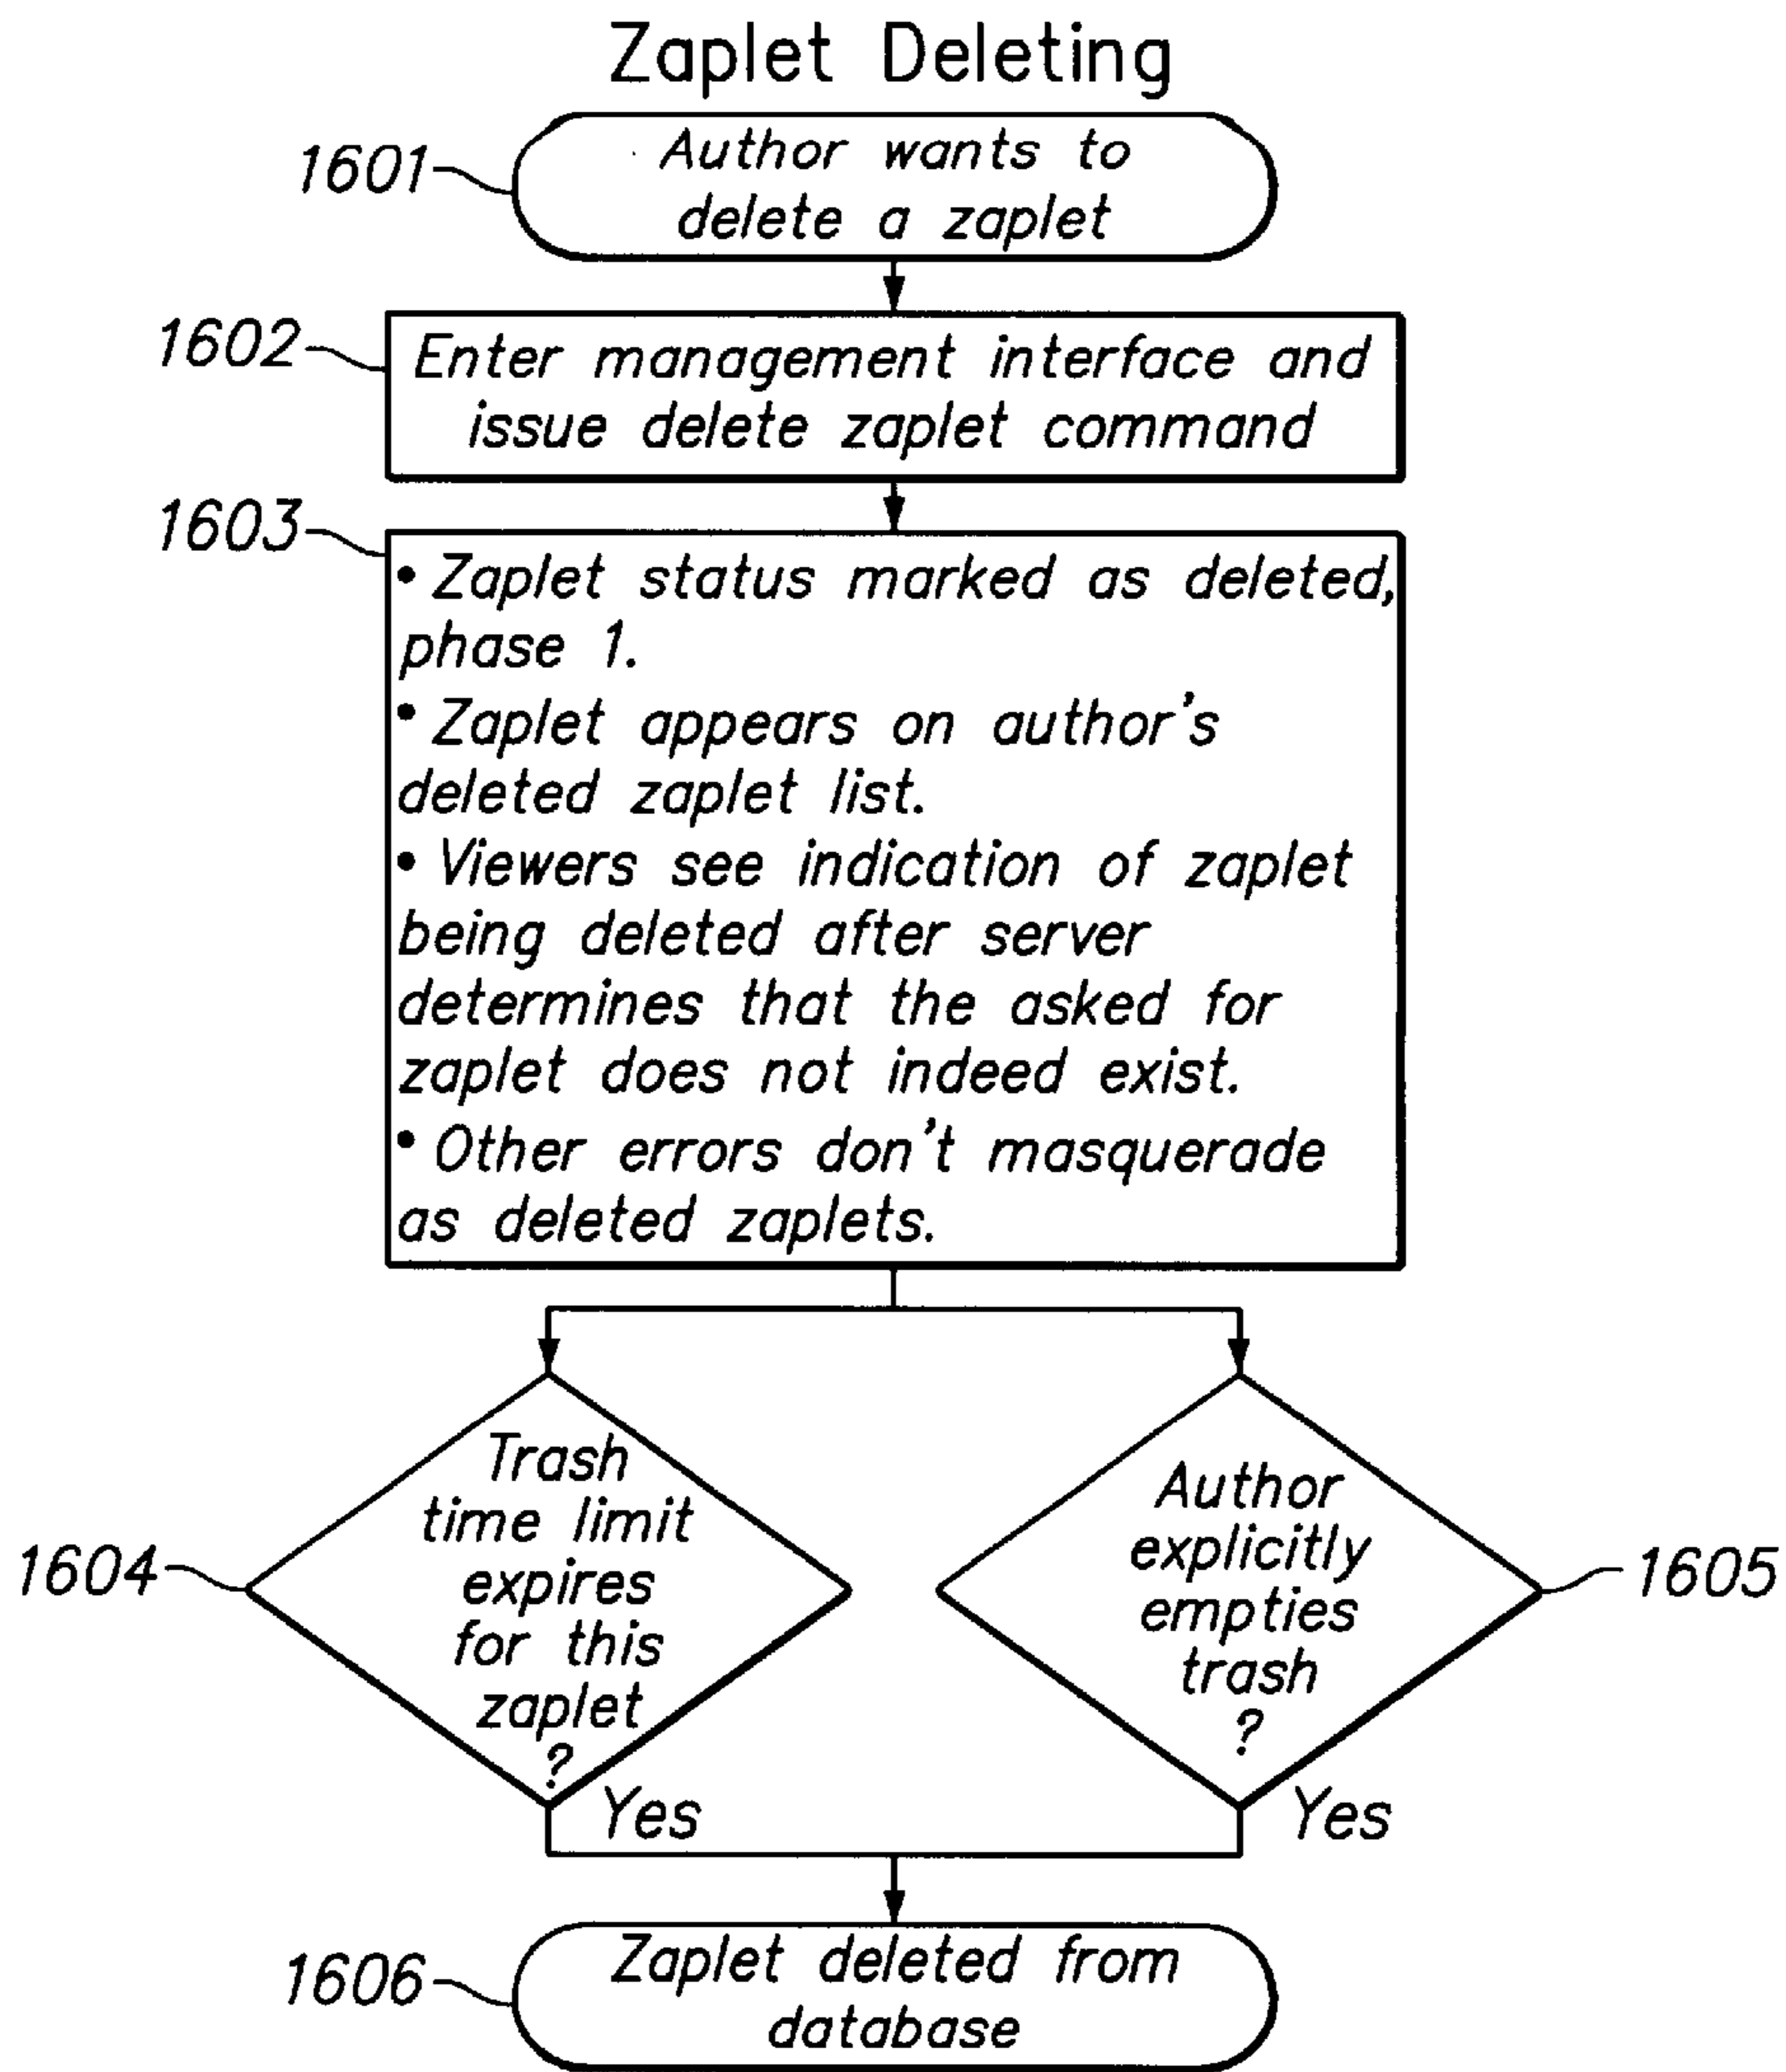 Zaplet Deleting
1601
Author wants to
delete a zaplet
1602
Enter management interface and
issue delete zaplet command
1603
• Zaplet status marked as deleted,
phase 1.
• Zaplet appears on author's
deleted zaplet list.
• Viewers see indication of zaplet
being deleted after server
determines that the asked for
zaplet does not indeed exist.
• Other errors don't masquerade
as deleted zaplets.
1604
Trash
time limit
expires
for this
zaplet
?
Yes
Author
explicitly
empties
trash
?
1605
Yes
1606
Zaplet deleted from
database